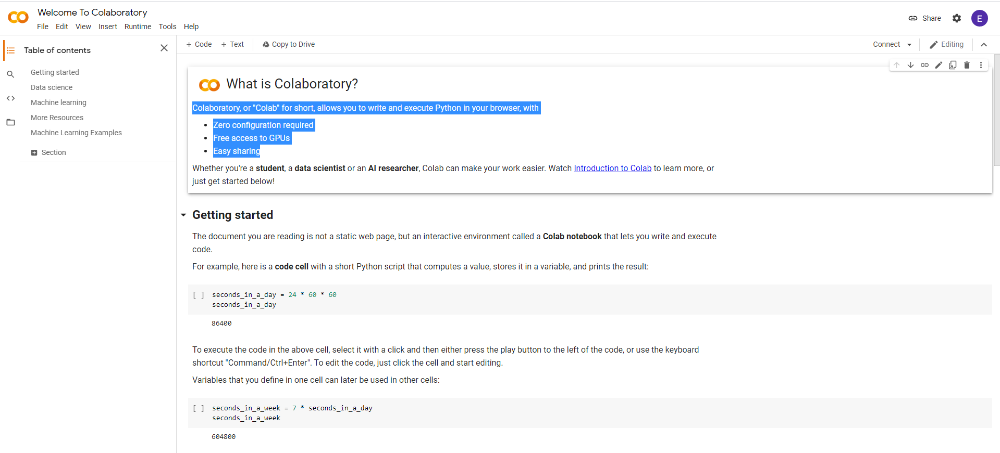 Welcome To Colaboratory
File Edit View Insert Runtime Tools Help
Share
E
Table of contents
Getting started
Data science
Machine learning
More Resources
Machine Learning Examples
Section
+ Code + Text Copy to Drive
Connect Editing
What is Colaboratory?
Colaboratory, or "Colab" for short, allows you to write and execute Python in your browser, with
• Zero configuration required
• Free access to GPUs
• Easy sharing
Whether you're a student, a data scientist or an AI researcher, Colab can make your work easier. Watch Introduction to Colab to learn more, or
just get started below!
Getting started
The document you are reading is not a static web page, but an interactive environment called a Colab notebook that lets you write and execute
code.
For example, here is a code cell with a short Python script that computes a value, stores it in a variable, and prints the result:
[ ] seconds_in_a_day = 24 * 60 * 60
seconds_in_a_day
86400
To execute the code in the above cell, select it with a click and then either press the play button to the left of the code, or use the keyboard
shortcut "Command/Ctrl+Enter". To edit the code, just click the cell and start editing.
Variables that you define in one cell can later be used in other cells:
[ ] seconds_in_a_week = 7 * seconds_in_a_day
seconds_in_a_week
604800